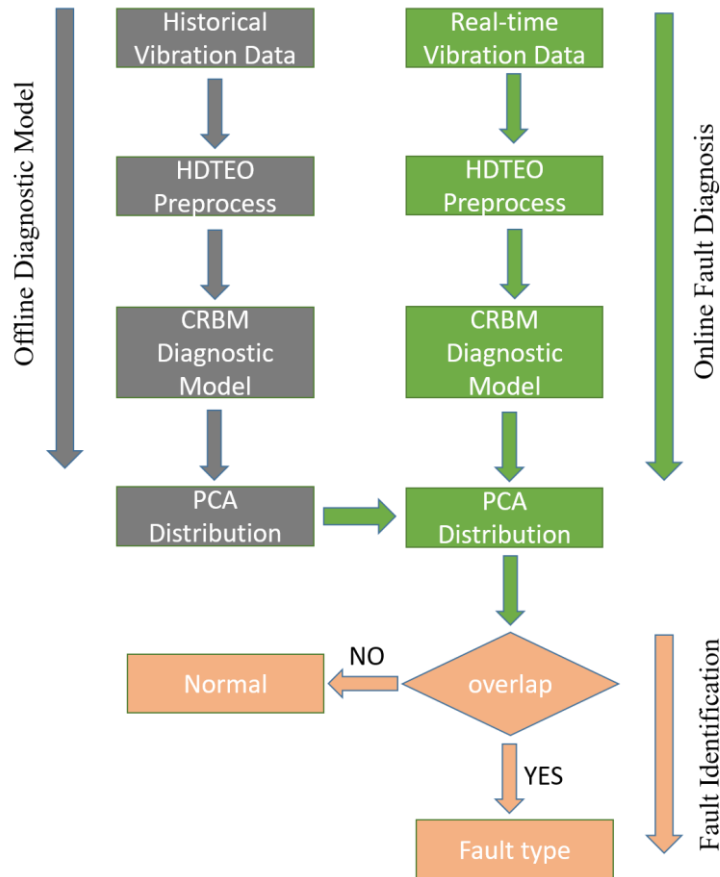 Historical
Vibration Data
Real-time
Vibration Data
HDTEO
Preprocess
HDTEO
Preprocess
CRBM
Diagnostic
Model
CRBM
Diagnostic
Model
PCA
Distribution
PCA
Distribution
overlap
NO
Normal
YES
Fault type
Offline Diagnostic Model
Online Fault Diagnosis
Fault Identification